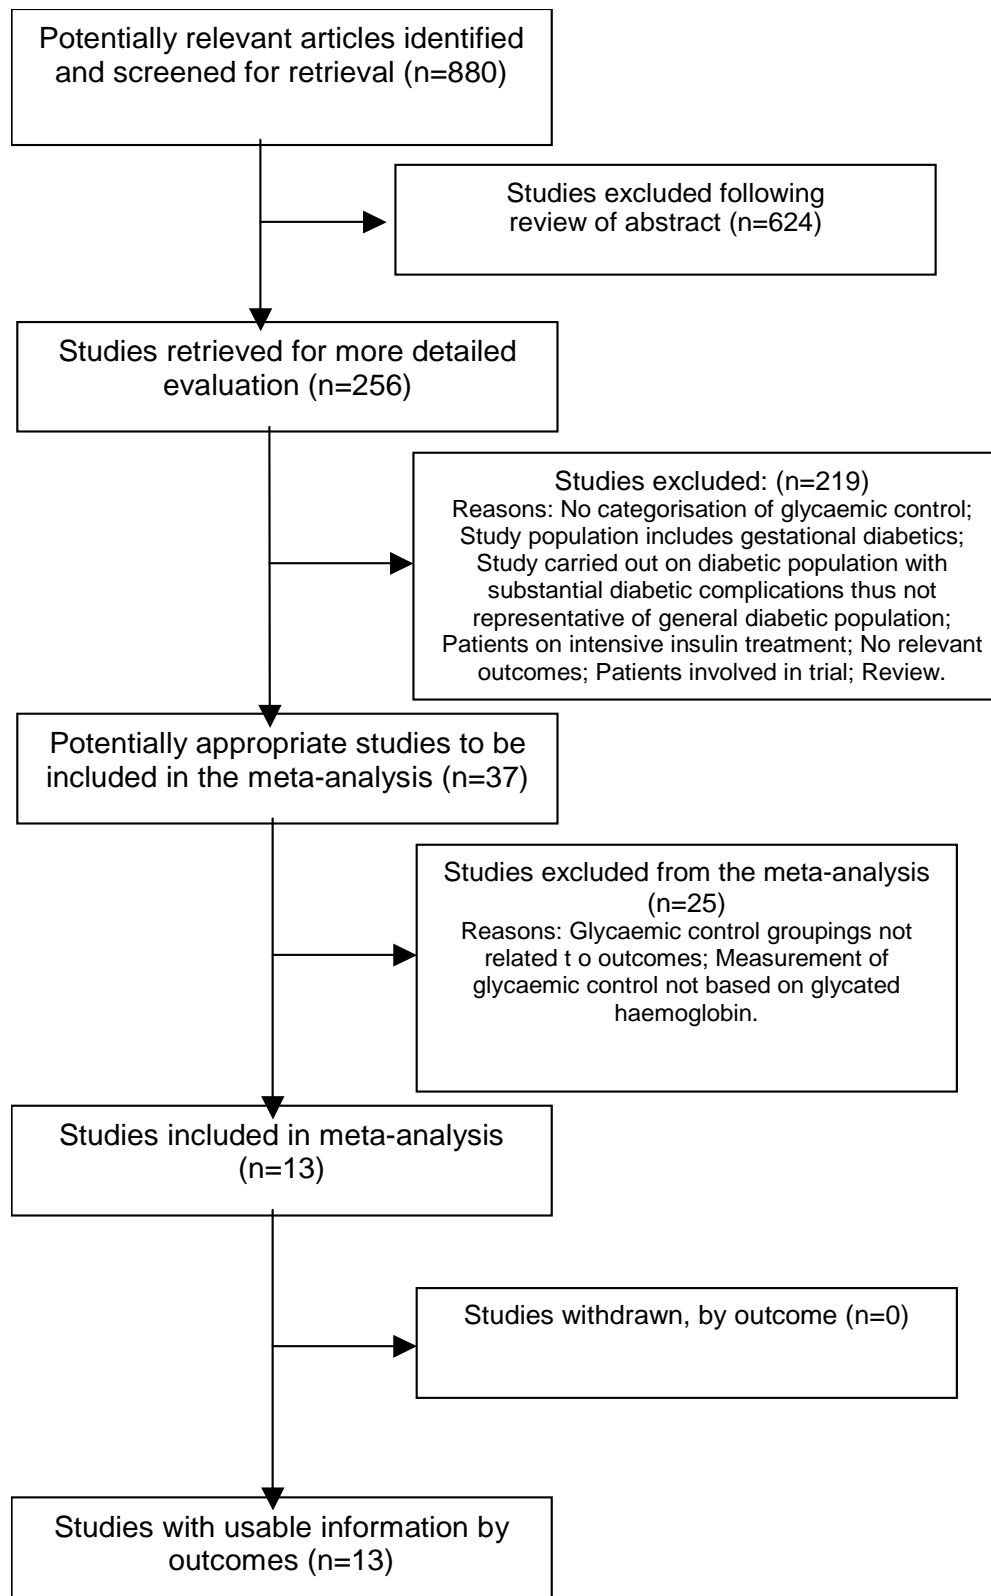 Potentially relevant articles identified
and screened for retrieval (n=880)
Studies excluded following
review of abstract (n=624)
Studies retrieved for more detailed
evaluation (n=256)
Studies excluded: (n=219)
Reasons: No categorisation of glycaemic control;
Study population includes gestational diabetics;
Study carried out on diabetic population with
substantial diabetic complications thus not
representative of general diabetic population;
Patients on intensive insulin treatment; No relevant
outcomes; Patients involved in trial; Review.
Potentially appropriate studies to be
included in the meta-analysis (n=37)
Studies excluded from the meta-analysis
(n=25)
Reasons: Glycaemic control groupings not
related t o outcomes; Measurement of
glycaemic control not based on glycated
haemoglobin.
Studies included in meta-analysis
(n=13)
Studies withdrawn, by outcome (n=0)
Studies with usable information by
outcomes (n=13)